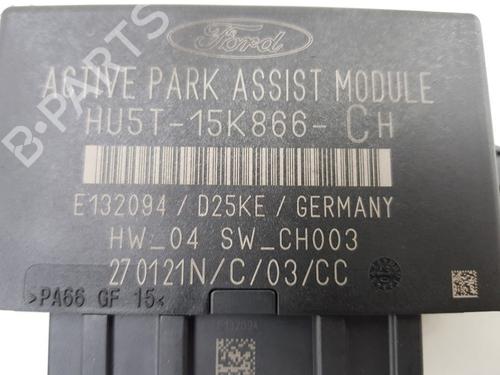 Ford
ACTIVE PARK ASSIST MODULE
HU5T-15K866-CH
E132094 / D25KE / GERMANY
HW_04 SW_CH003
270121N/C/03/CC
>PA66 GF 15<
E132094
B-PARTS